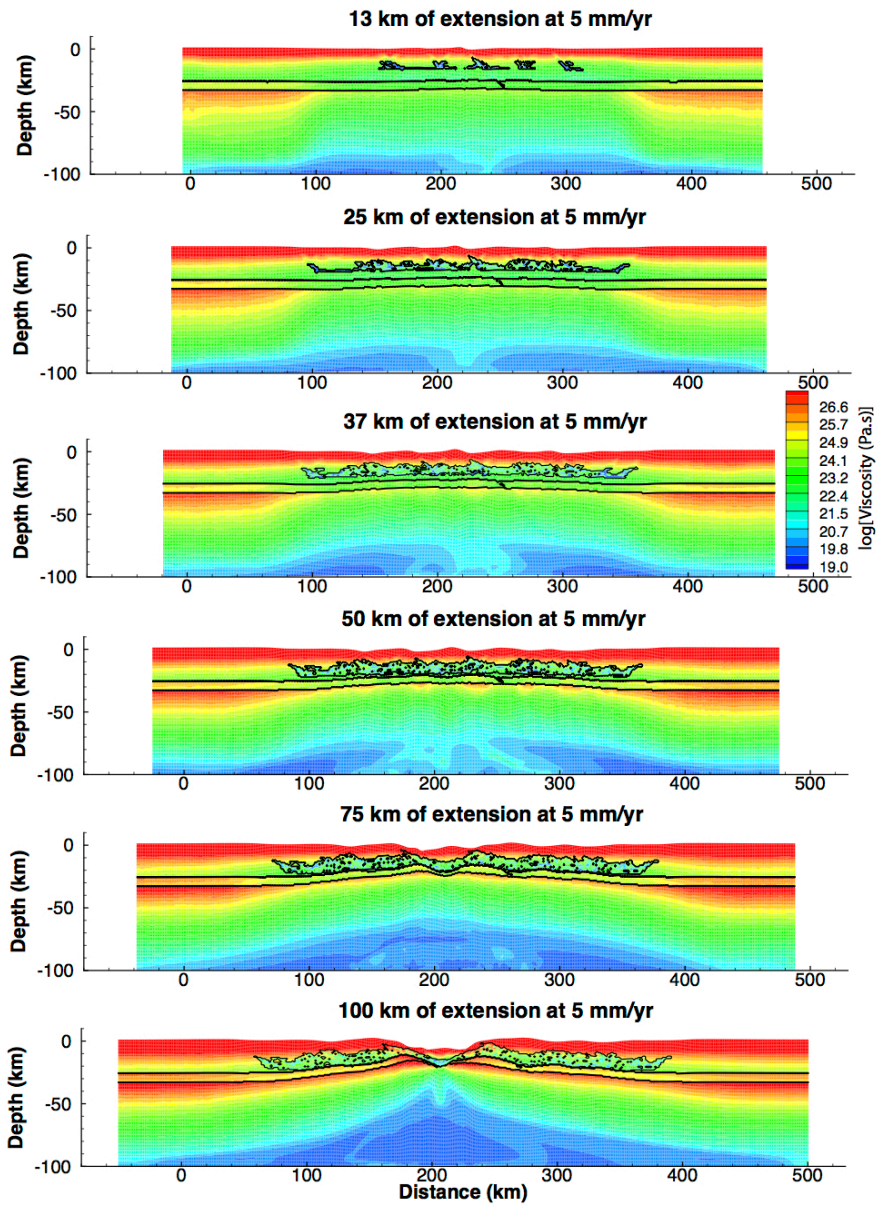 13 km of extension at 5 mm/yr
Depth (km)
0
-50
-100
0 100 200 300 400 500
25 km of extension at 5 mm/yr
Depth (km)
0
-50
-100
0 100 200 300 400 500
37 km of extension at 5 mm/yr
Depth (km)
0
-50
-100
0 100 200 300 400 500
26.6
25.7
24.9
24.1
23.2
22.4
21.5
20.7
19.8
19.0
log[Viscosity (Pa.s)]
50 km of extension at 5 mm/yr
Depth (km)
0
-50
-100
0 100 200 300 400 500
75 km of extension at 5 mm/yr
Depth (km)
0
-50
-100
0 100 200 300 400 500
100 km of extension at 5 mm/yr
Depth (km)
0
-50
-100
0 100 200 300 400 500
Distance (km)